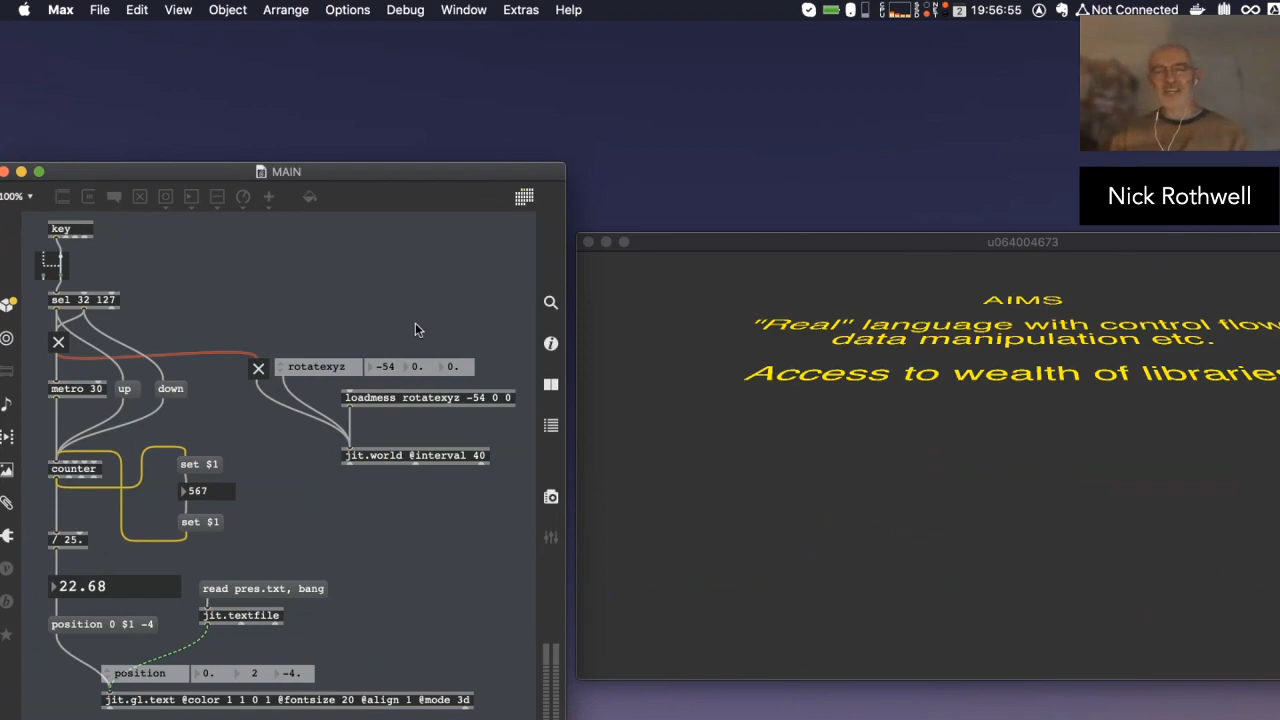 Max File Edit View Object Arrange Options Debug Window Extras Help
2 19:56:55 Not Connected
MAIN
100%
key
sel 32 127
rotatexyz -54 0. 0.
metro 30 up down
loadmess rotatexyz -54 0 0
jit.world @interval 40
counter
set $1
567
set $1
/ 25.
22.68
read pres.txt, bang
jit.textfile
position 0 $1 -4
position 0. 2 -4.
jit.gl.text @color 1 1 0 1 @fontsize 20 @align 1 @mode 3d
Nick Rothwell
u064004673
AIMS
"Real" language with control flow
data manipulation etc.
Access to wealth of libraries